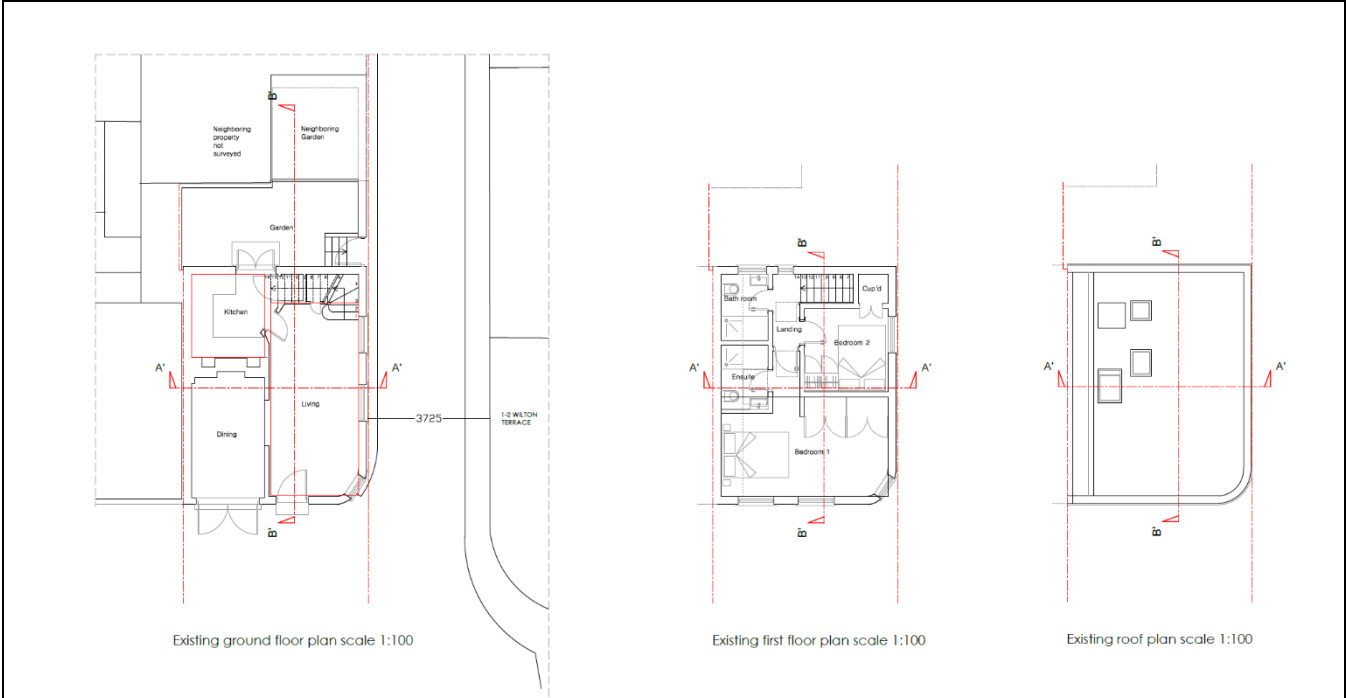 B'
Neighboring
property
not
surveyed
Neighboring
Garden
Garden
Kitchen
A'
A'
Living
3725
1-2 WILTON
TERRACE
Dining
B'
Existing ground floor plan scale 1:100
B'
Bath room
Cup'd
Landing
Bedroom 2
A'
A'
Ensuite
Bedroom 1
B'
Existing first floor plan scale 1:100
B'
A'
A'
B'
Existing roof plan scale 1:100